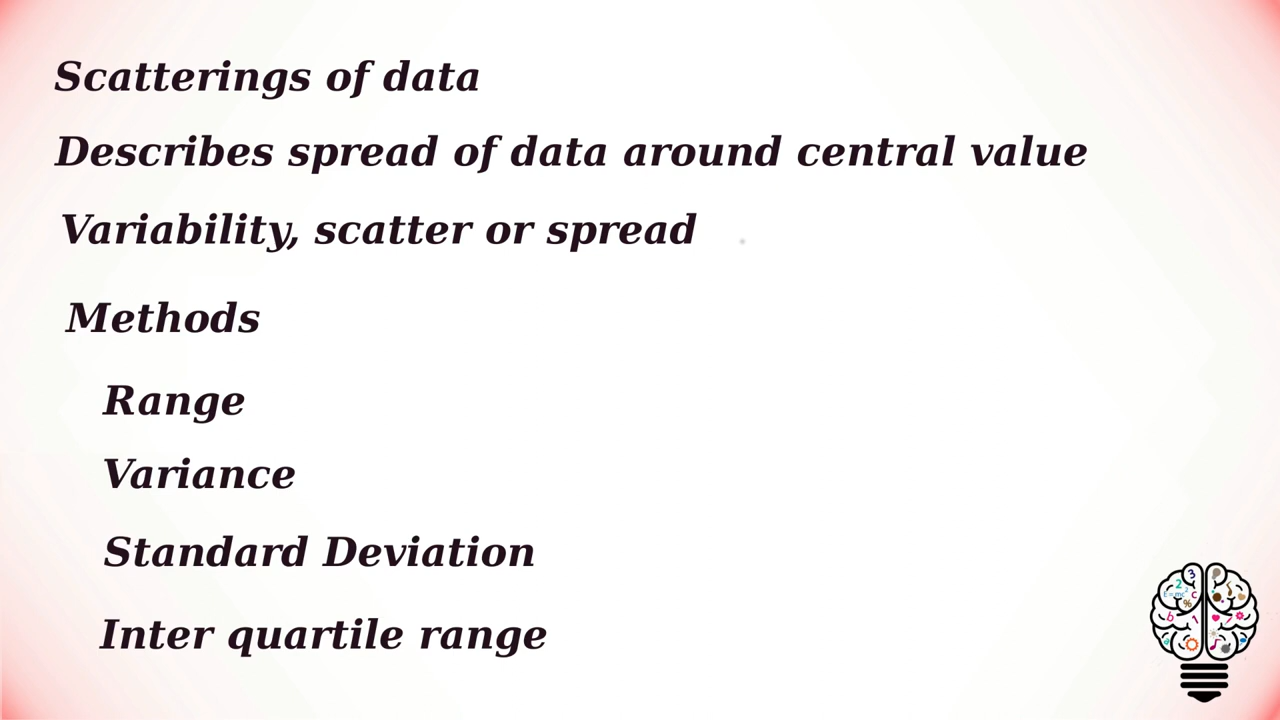 Scatterings of data
Describes spread of data around central value
Variability, scatter or spread
Methods
Range
Variance
Standard Deviation
Inter quartile range